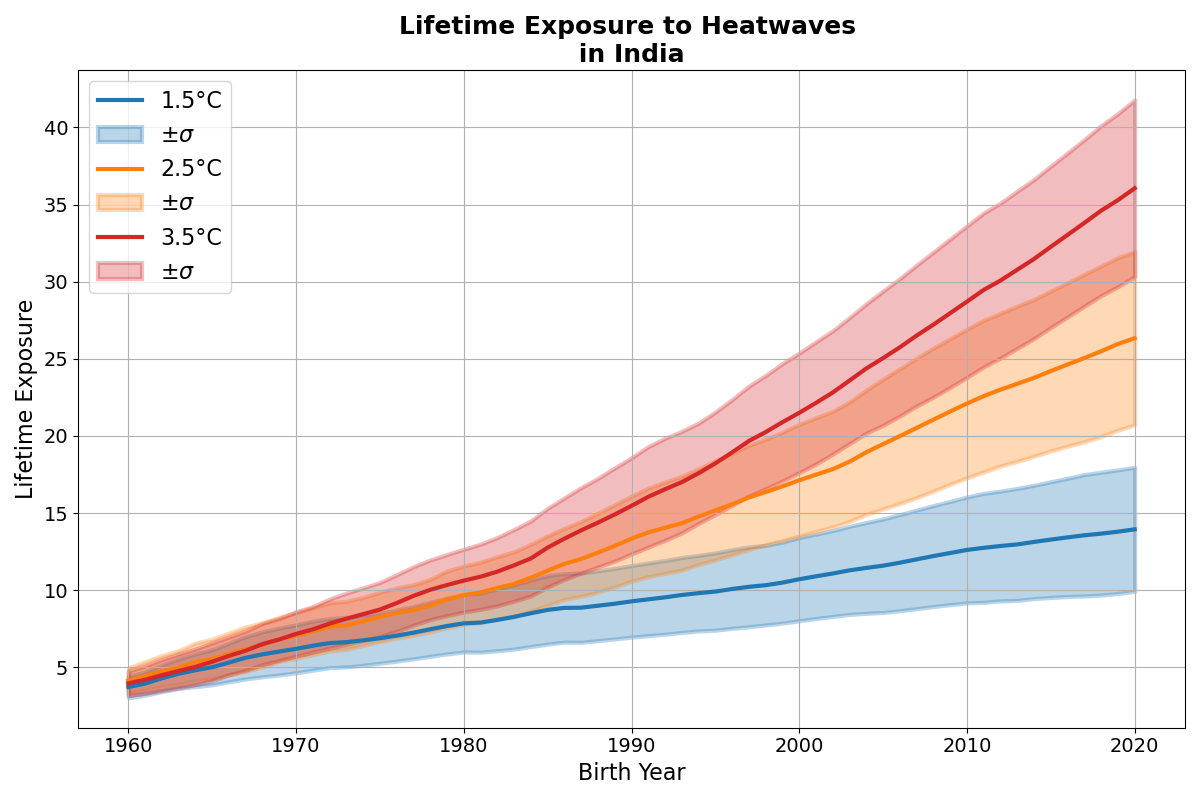 Lifetime Exposure to Heatwaves
in India
1.5°C
±σ
2.5°C
±σ
3.5°C
±σ
Lifetime Exposure
40
35
30
25
20
15
10
5
1960 1970 1980 1990 2000 2010 2020
Birth Year